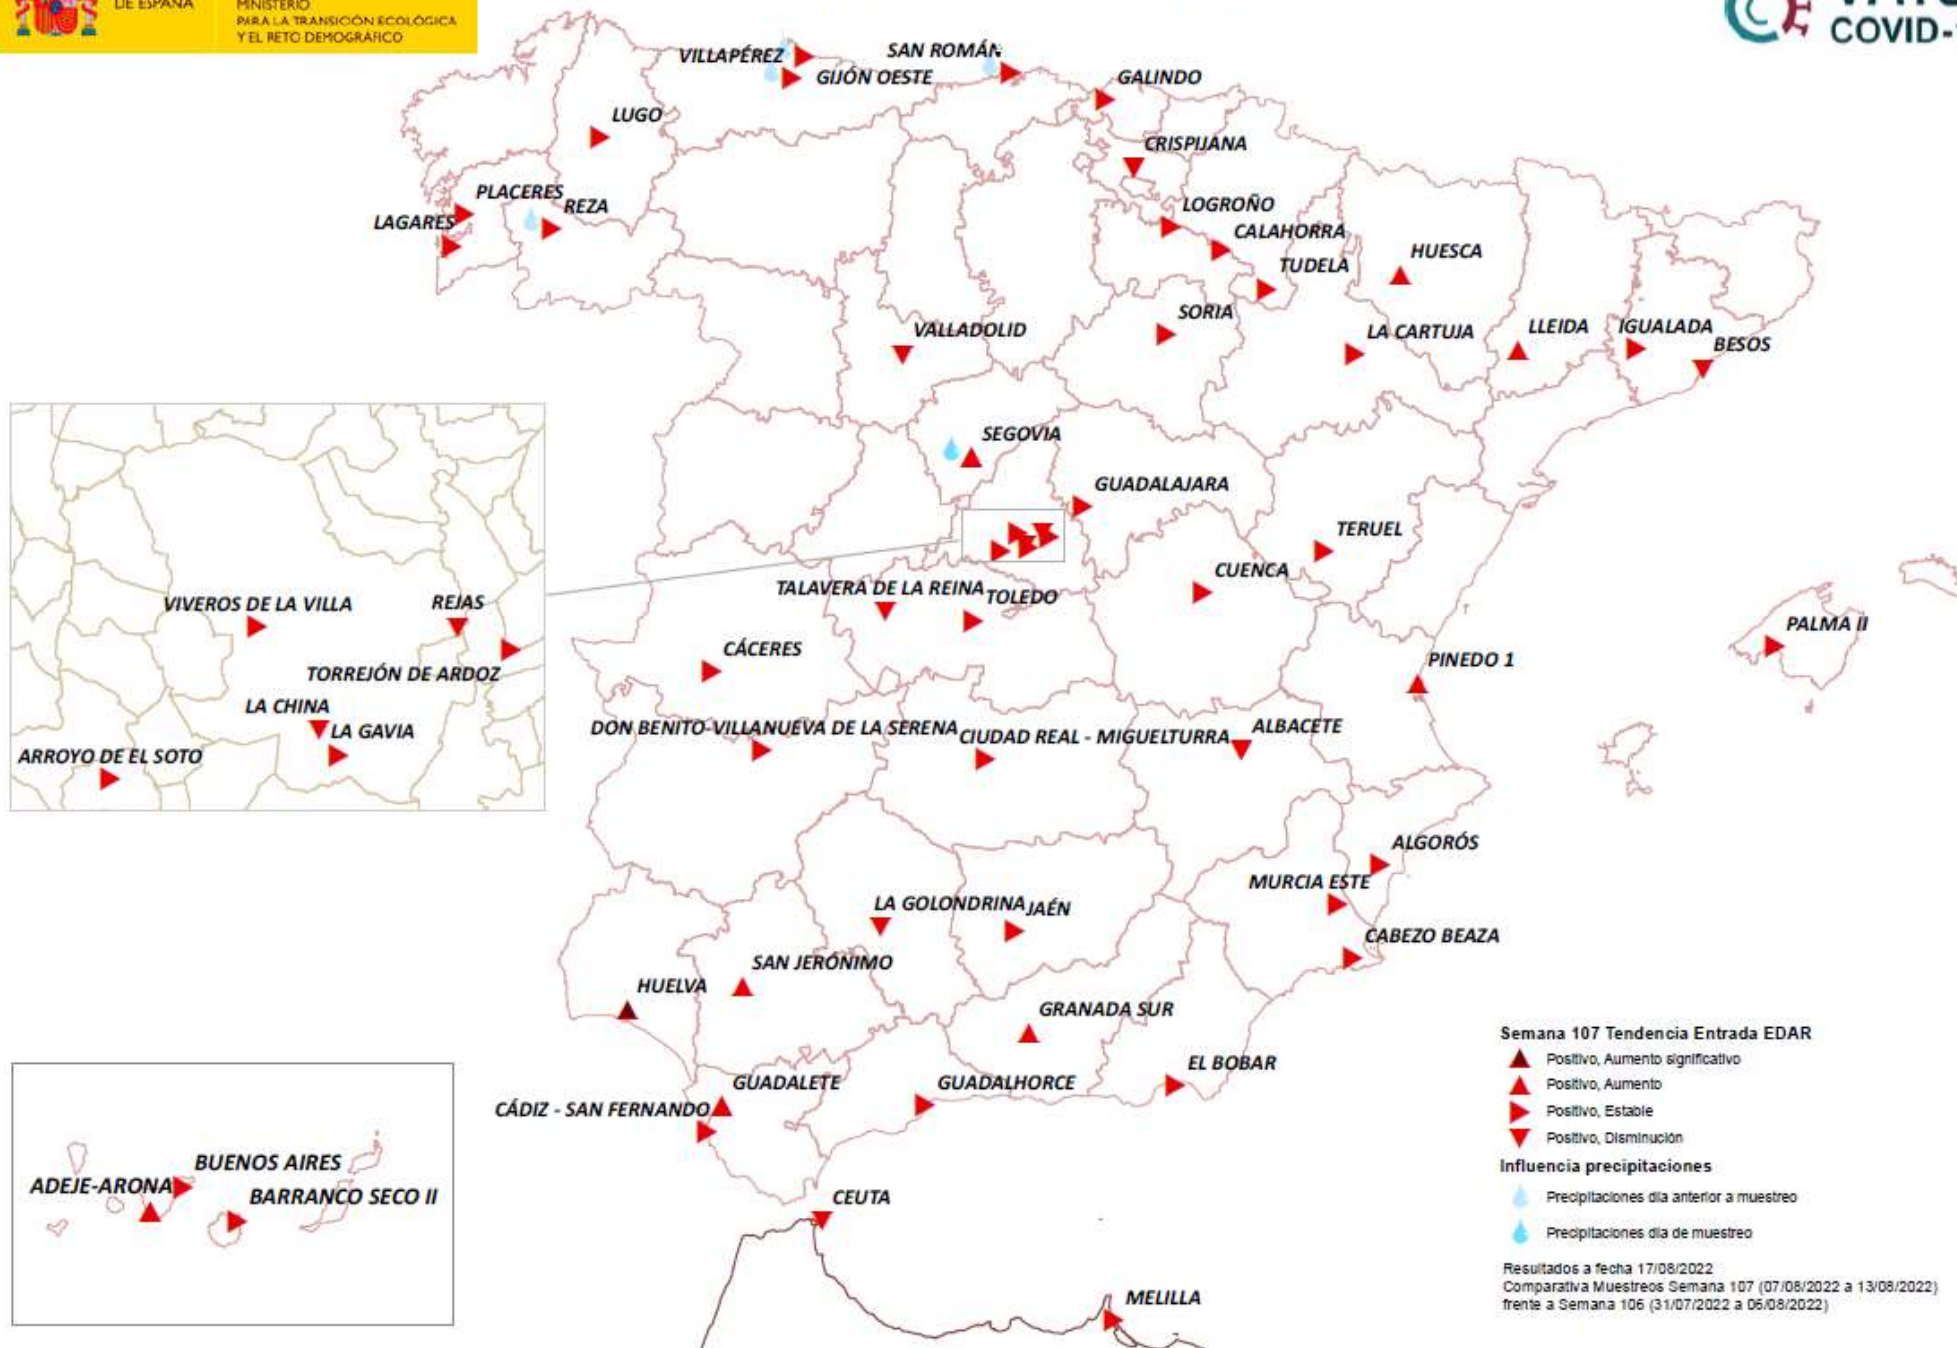 DE ESPAÑA
MINISTERIO
PARA LA TRANSICIÓN ECOLÓGICA
Y EL RETO DEMOGRÁFICO
COVID-
VILLAPÉREZ
SAN ROMÁN
GIJÓN OESTE
GALINDO
LUGO
CRISPIJANA
PLACERES
REZA
LAGARES
LOGROÑO
CALAHORRA
HUESCA
TUDELA
SORIA
VALLADOLID
LA CARTUJA
LLEIDA
IGUALADA
BESOS
SEGOVIA
GUADALAJARA
TERUEL
CUENCA
TALAVERA DE LA REINA
TOLEDO
VIVEROS DE LA VILLA
REJAS
TORREJÓN DE ARDOZ
LA CHINA
LA GAVIA
ARROYO DE EL SOTO
PALMA II
CÁCERES
PINEDO 1
DON BENITO-VILLANUEVA DE LA SERENA
CIUDAD REAL - MIGUELTURRA
ALBACETE
ALGORÓS
MURCIA ESTE
LA GOLONDRINA
JAÉN
CABEZO BEAZA
SAN JERÓNIMO
HUELVA
GRANADA SUR
EL BOBAR
GUADALETE
GUADALHORCE
CÁDIZ - SAN FERNANDO
BUENOS AIRES
ADEJE-ARONA
BARRANCO SECO II
CEUTA
MELILLA
Semana 107 Tendencia Entrada EDAR
Positivo, Aumento significativo
Positivo, Aumento
Positivo, Estable
Positivo, Disminución
Influencia precipitaciones
Precipitaciones día anterior a muestreo
Precipitaciones día de muestreo
Resultados a fecha 17/08/2022
Comparativa Muestreos Semana 107 (07/08/2022 a 13/08/2022)
frente a Semana 106 (31/07/2022 a 06/08/2022)